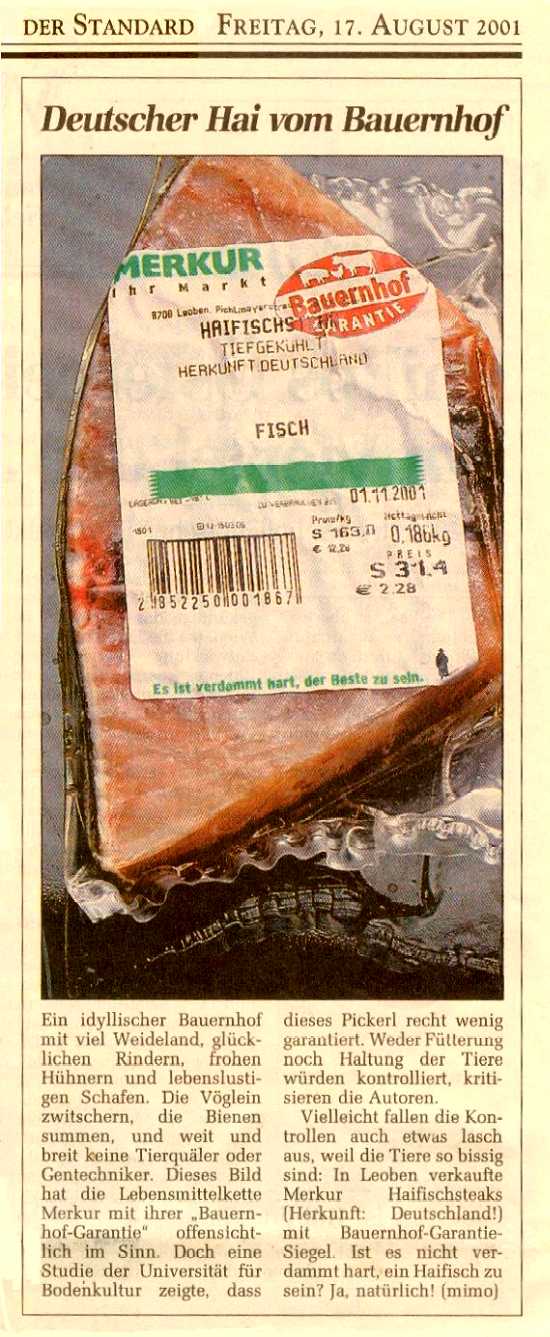 DER STANDARD FREITAG, 17. AUGUST 2001
Deutscher Hai vom Bauernhof
MERKUR
Ihr Markt
Bauernhof
GARANTIE
8700 Leoben,
TIEFGEKÜHLT
HERKUNFT:DEUTSCHLAND
FISCH
01.11.2001
Preis/kg
S 163,0 0,186kg
€ 12,26
PREIS
S 31.4
€ 2.28
2 852250 001867
Es ist verdammt hart, der Beste zu sein.
Ein idyllischer Bauernhof
mit viel Weideland, glück-
lichen Rindern, frohen
Hühnern und lebenslusti-
gen Schafen. Die Vöglein
zwitschern, die Bienen
summen, und weit und
breit keine Tierquäler oder
Gentechniker. Dieses Bild
hat die Lebensmittelkette
Merkur mit ihrer „Bauern-
hof-Garantie“ offensicht-
lich im Sinn. Doch eine
Studie der Universität für
Bodenkultur zeigte, dass
dieses Pickerl recht wenig
garantiert. Weder Fütterung
noch Haltung der Tiere
würden kontrolliert, kriti-
sieren die Autoren.
Vielleicht fallen die Kon-
trollen auch etwas lasch
aus, weil die Tiere so bissig
sind: In Leoben verkaufte
Merkur Haifischsteaks
(Herkunft: Deutschland!)
mit Bauernhof-Garantie-
Siegel. Ist es nicht ver-
dammt hart, ein Haifisch zu
sein? Ja, natürlich! (mimo)